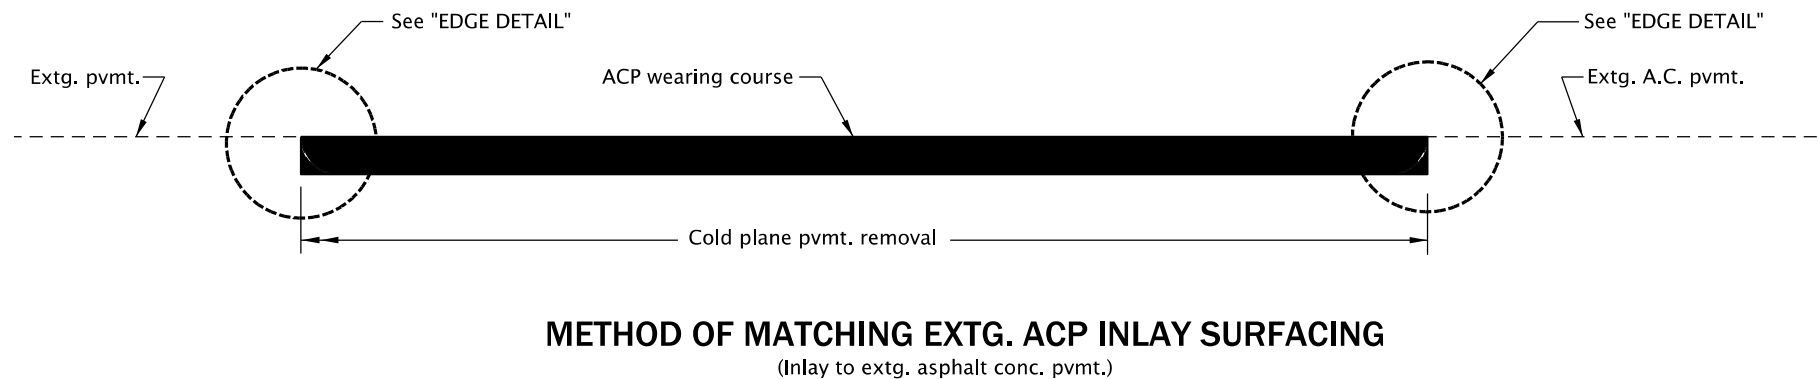 See "EDGE DETAIL"
See "EDGE DETAIL"
Extg. pvmt.
ACP wearing course
Extg. A.C. pvmt.
Cold plane pvmt. removal
METHOD OF MATCHING EXTG. ACP INLAY SURFACING
(Inlay to extg. asphalt conc. pvmt.)